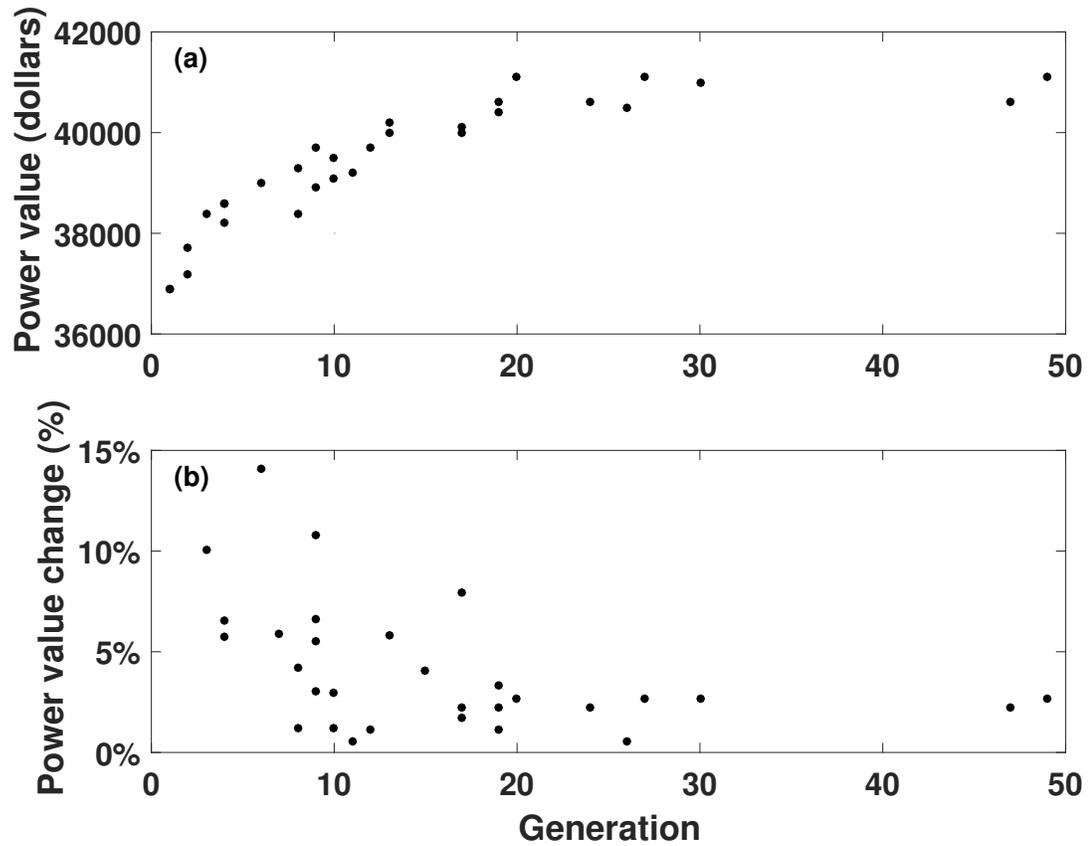 Power value (dollars)
(a)
42000
40000
38000
36000
0 10 20 30 40 50
Power value change (%)
(b)
15%
10%
5%
0%
0 10 20 30 40 50
Generation